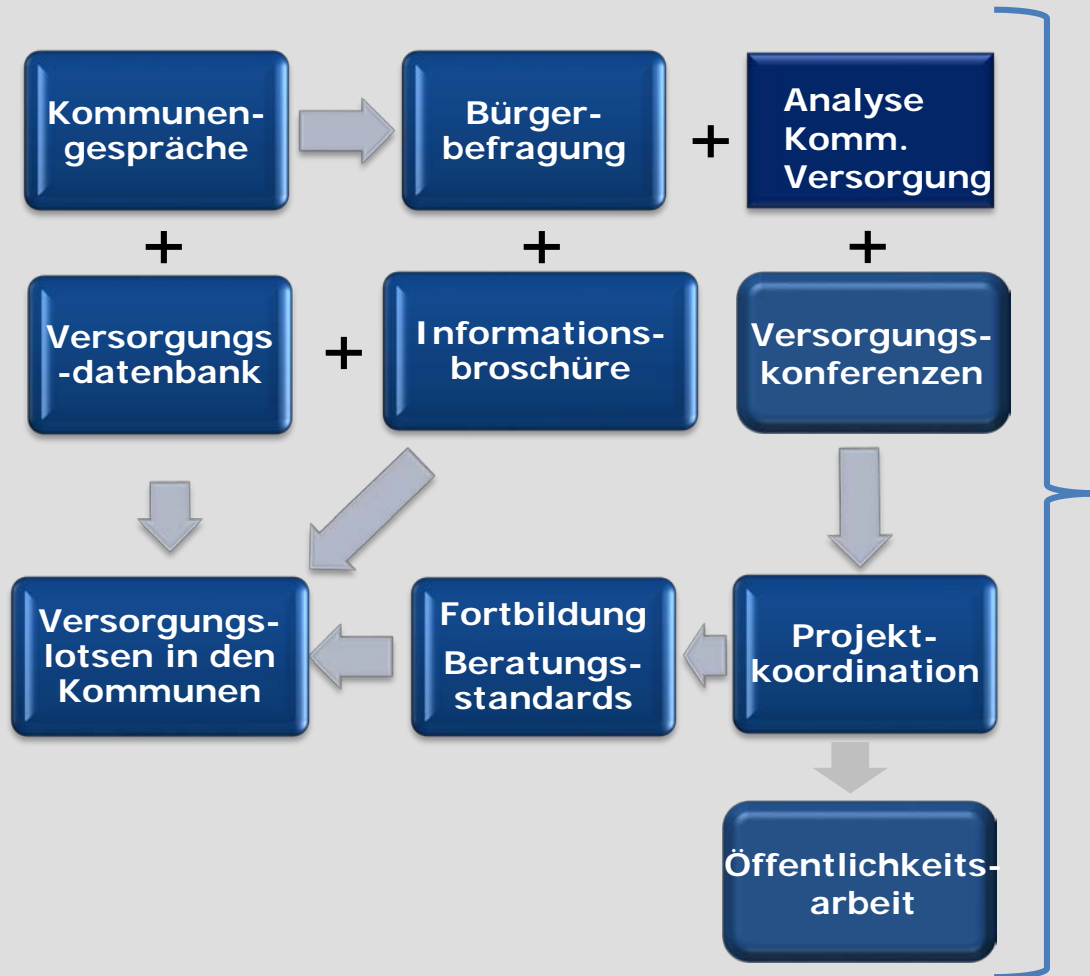 Kommunen-
gespräche
Bürger-
befragung
+
Analyse
Komm.
Versorgung
+
+
+
Versorgungs
-datenbank
+
Informations-
broschüre
Versorgungs-
konferenzen
Versorgungs-
lotsen in den
Kommunen
Fortbildung
Beratungs-
standards
Projekt-
koordination
Öffentlichkeits-
arbeit